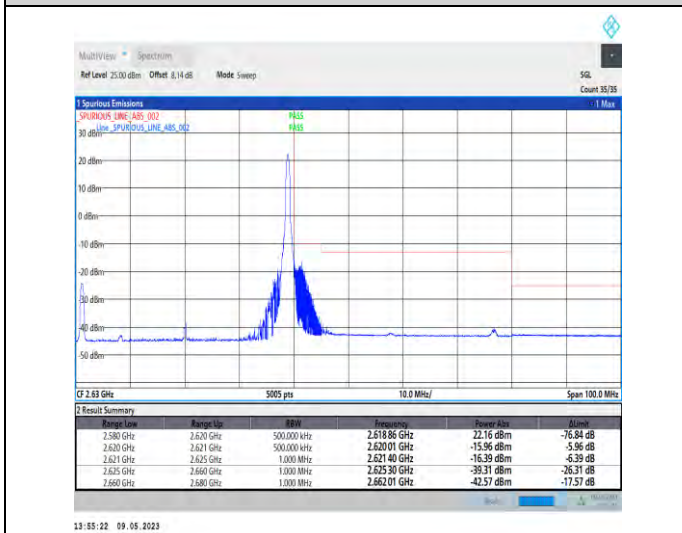 MultiView Spectrum
Ref Level 25.00 dBm Offset 8.14 dB Mode Sweep SGL
Count 35/35
1 Spurious Emissions 1 Max
_SPURIOUS_LINE_ABS_002 PASS
Line _SPURIOUS_LINE_ABS_002 PASS
30 dBm
20 dBm
10 dBm
0 dBm
-10 dBm
-20 dBm
-30 dBm
-40 dBm
-50 dBm
CF 2.63 GHz 5005 pts 10.0 MHz/ Span 100.0 MHz
2 Result Summary
Range Low Range Up RBW Frequency Power Abs ΔLimit
2.580 GHz 2.620 GHz 500.000 kHz 2.618 86 GHz 22.16 dBm -76.84 dB
2.620 GHz 2.621 GHz 500.000 kHz 2.620 01 GHz -15.96 dBm -5.96 dB
2.621 GHz 2.625 GHz 1.000 MHz 2.621 40 GHz -16.39 dBm -6.39 dB
2.625 GHz 2.660 GHz 1.000 MHz 2.625 30 GHz -39.31 dBm -26.31 dB
2.660 GHz 2.680 GHz 1.000 MHz 2.662 01 GHz -42.57 dBm -17.57 dB
13:55:22 09.05.2023